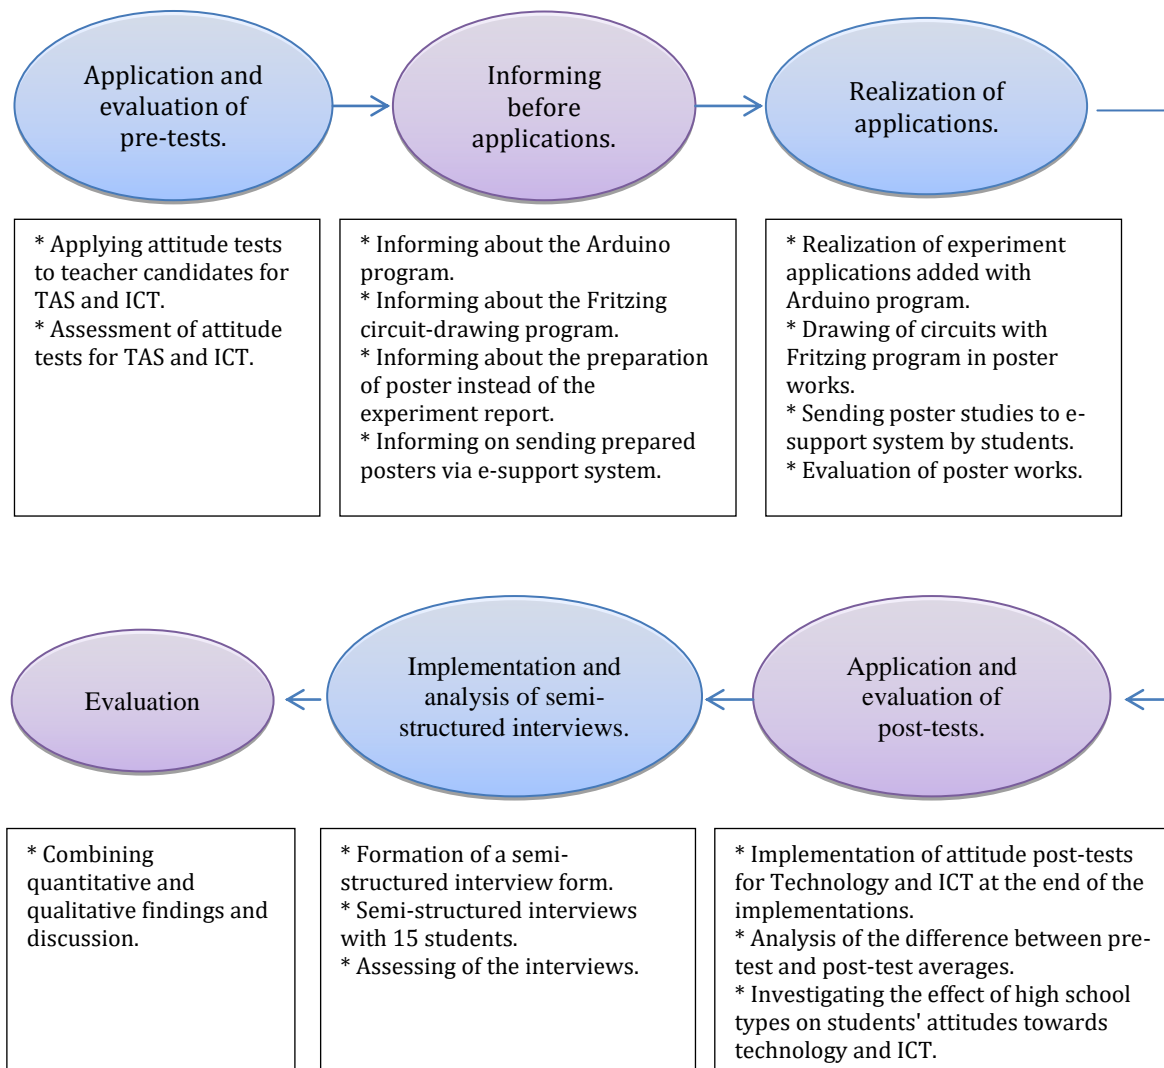 Application and
evaluation of
pre-tests.
Informing
before
applications.
Realization of
applications.
* Applying attitude tests
to teacher candidates for
TAS and ICT.
* Assessment of attitude
tests for TAS and ICT.
* Informing about the Arduino
program.
* Informing about the Fritzing
circuit-drawing program.
* Informing about the preparation
of poster instead of the
experiment report.
* Informing on sending prepared
posters via e-support system.
* Realization of experiment
applications added with
Arduino program.
* Drawing of circuits with
Fritzing program in poster
works.
* Sending poster studies to e-
support system by students.
* Evaluation of poster works.
Application and
evaluation of
post-tests.
Implementation and
analysis of semi-
structured interviews.
Evaluation
* Implementation of attitude post-tests
for Technology and ICT at the end of the
implementations.
* Analysis of the difference between pre-
test and post-test averages.
* Investigating the effect of high school
types on students' attitudes towards
technology and ICT.
* Formation of a semi-
structured interview form.
* Semi-structured interviews
with 15 students.
* Assessing of the interviews.
* Combining
quantitative and
qualitative findings and
discussion.